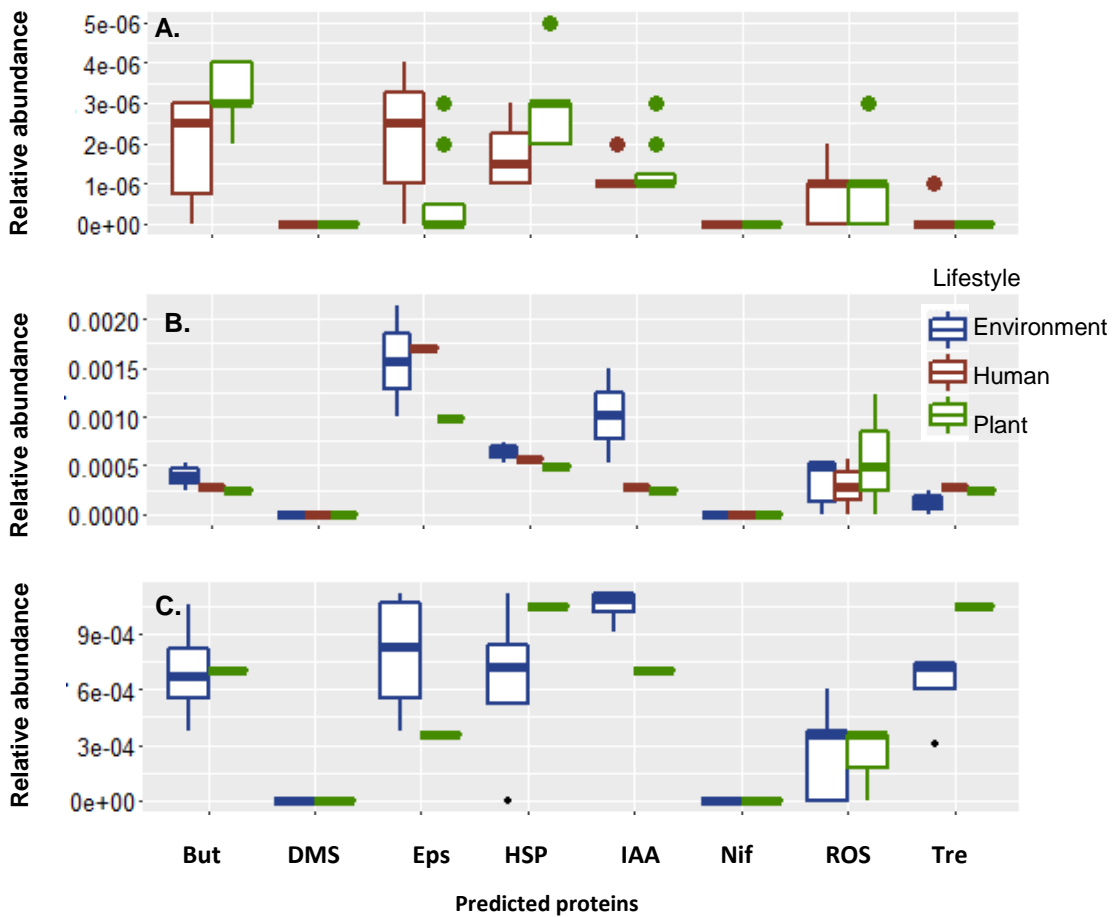 A.
5e-06
4e-06
3e-06
2e-06
1e-06
0e+00
Relative abundance
B.
0.0020
0.0015
0.0010
0.0005
0.0000
Relative abundance
Lifestyle
Environment
Human
Plant
C.
9e-04
6e-04
3e-04
0e+00
Relative abundance
But DMS Eps HSP IAA Nif ROS Tre
Predicted proteins